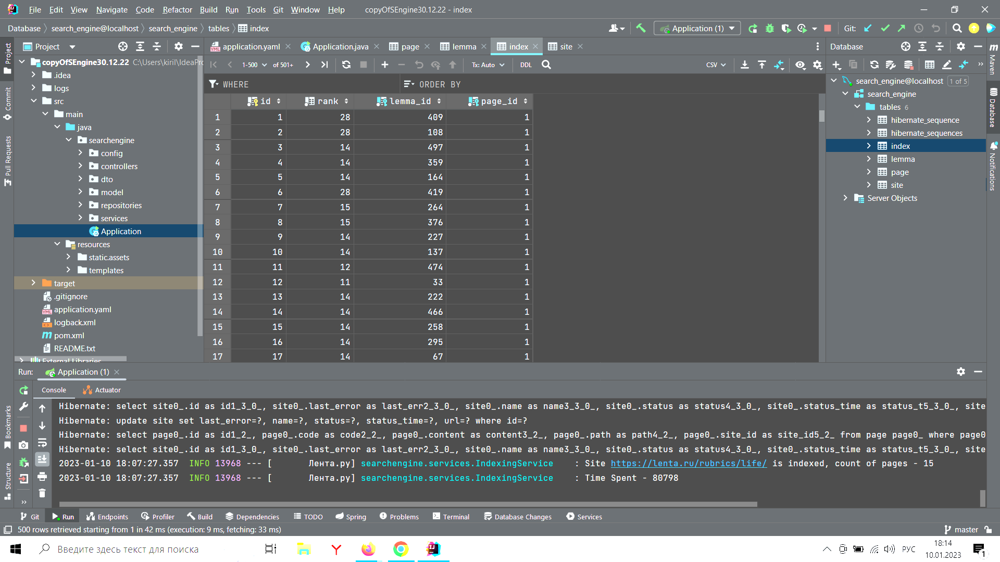 File Edit View Navigate Code Refactor Build Run Tools Git Window Help copyOfSEngine30.12.22 - index
Database search_engine@localhost search_engine tables index Application (1) Git:
Project application.yaml Application.java page lemma index site Database
1-500 of 501+ Tx: Auto DDL CSV
WHERE ORDER BY
id rank lemma_id page_id
1 1 28 409 1
2 2 28 108 1
3 3 14 497 1
4 4 14 359 1
5 5 14 164 1
6 6 28 419 1
7 7 15 264 1
8 8 15 376 1
9 9 14 227 1
10 10 14 137 1
11 11 12 474 1
12 12 11 33 1
13 13 14 222 1
14 14 14 466 1
15 15 14 258 1
16 16 14 295 1
17 17 14 67 1
copyOfSEngine30.12.22 C:\Users\kiril\IdeaPro
.idea
logs
src
main
java
searchengine
config
controllers
dto
model
repositories
services
Application
resources
static.assets
templates
target
.gitignore
application.yaml
logback.xml
pom.xml
README.txt
External Libraries
search_engine@localhost 1 of 5
search_engine
tables 6
hibernate_sequence
hibernate_sequences
index
lemma
page
site
Server Objects
Project
Commit
Pull Requests
Bookmarks
Structure
Maven
Database
Notifications
Run: Application (1)
Console Actuator
Hibernate: select site0_.id as id1_3_0_, site0_.last_error as last_err2_3_0_, site0_.name as name3_3_0_, site0_.status as status4_3_0_, site0_.status_time as status_t5_3_0_, site
Hibernate: update site set last_error=?, name=?, status=?, status_time=?, url=? where id=?
Hibernate: select page0_.id as id1_2_, page0_.code as code2_2_, page0_.content as content3_2_, page0_.path as path4_2_, page0_.site_id as site_id5_2_ from page page0_ where page0
Hibernate: select site0_.id as id1_3_0_, site0_.last_error as last_err2_3_0_, site0_.name as name3_3_0_, site0_.status as status4_3_0_, site0_.status_time as status_t5_3_0_, site
2023-01-10 18:07:27.357 INFO 13968 --- [ Лента.ру] searchengine.services.IndexingService : Site https://lenta.ru/rubrics/life/ is indexed, count of pages - 15
2023-01-10 18:07:27.357 INFO 13968 --- [ Лента.ру] searchengine.services.IndexingService : Time Spent - 80798
Git Run Endpoints Profiler Build Dependencies TODO Spring Problems Terminal Database Changes Services
500 rows retrieved starting from 1 in 42 ms (execution: 9 ms, fetching: 33 ms) master
Введите здесь текст для поиска РУС 18:14
10.01.2023 1